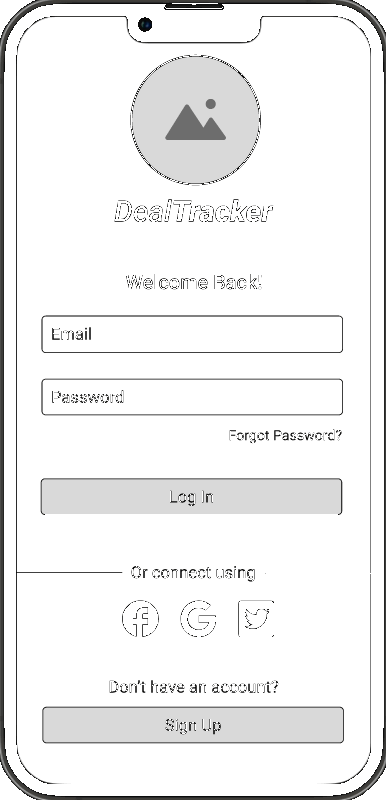 DealTracker
Welcome Back!
Email
Password
Forgot Password?
Log In
Or connect using
Don't have an account?
Sign Up